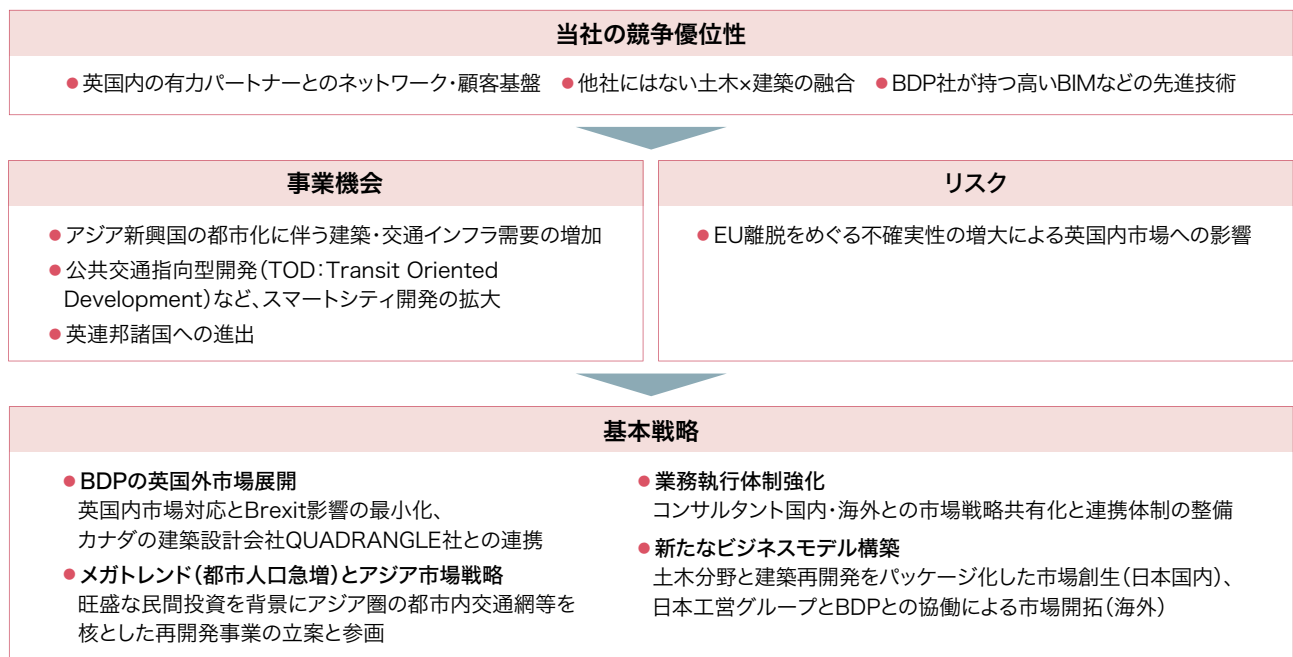 当社の競争優位性
●英国内の有力パートナーとのネットワーク・顧客基盤 ●他社にはない土木×建築の融合 ●BDP社が持つ高いBIMなどの先進技術
事業機会
●アジア新興国の都市化に伴う建築・交通インフラ需要の増加
●公共交通指向型開発(TOD:Transit Oriented
Development)など、スマートシティ開発の拡大
●英連邦諸国への進出
リスク
●EU離脱をめぐる不確実性の増大による英国内市場への影響
基本戦略
●BDPの英国外市場展開
英国内市場対応とBrexit影響の最小化、
カナダの建築設計会社QUADRANGLE社との連携
●メガトレンド(都市人口急増)とアジア市場戦略
旺盛な民間投資を背景にアジア圏の都市内交通網等を
核とした再開発事業の立案と参画
●業務執行体制強化
コンサルタント国内・海外との市場戦略共有化と連携体制の整備
●新たなビジネスモデル構築
土木分野と建築再開発をパッケージ化した市場創生(日本国内)、
日本工営グループとBDPとの協働による市場開拓(海外)